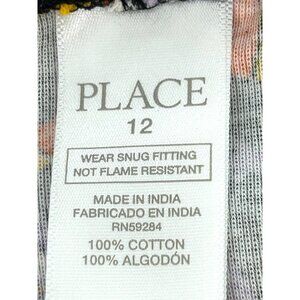 PLACE
12
WEAR SNUG FITTING
NOT FLAME RESISTANT
MADE IN INDIA
FABRICADO EN INDIA
RN59284
100% COTTON
100% ALGODÓN